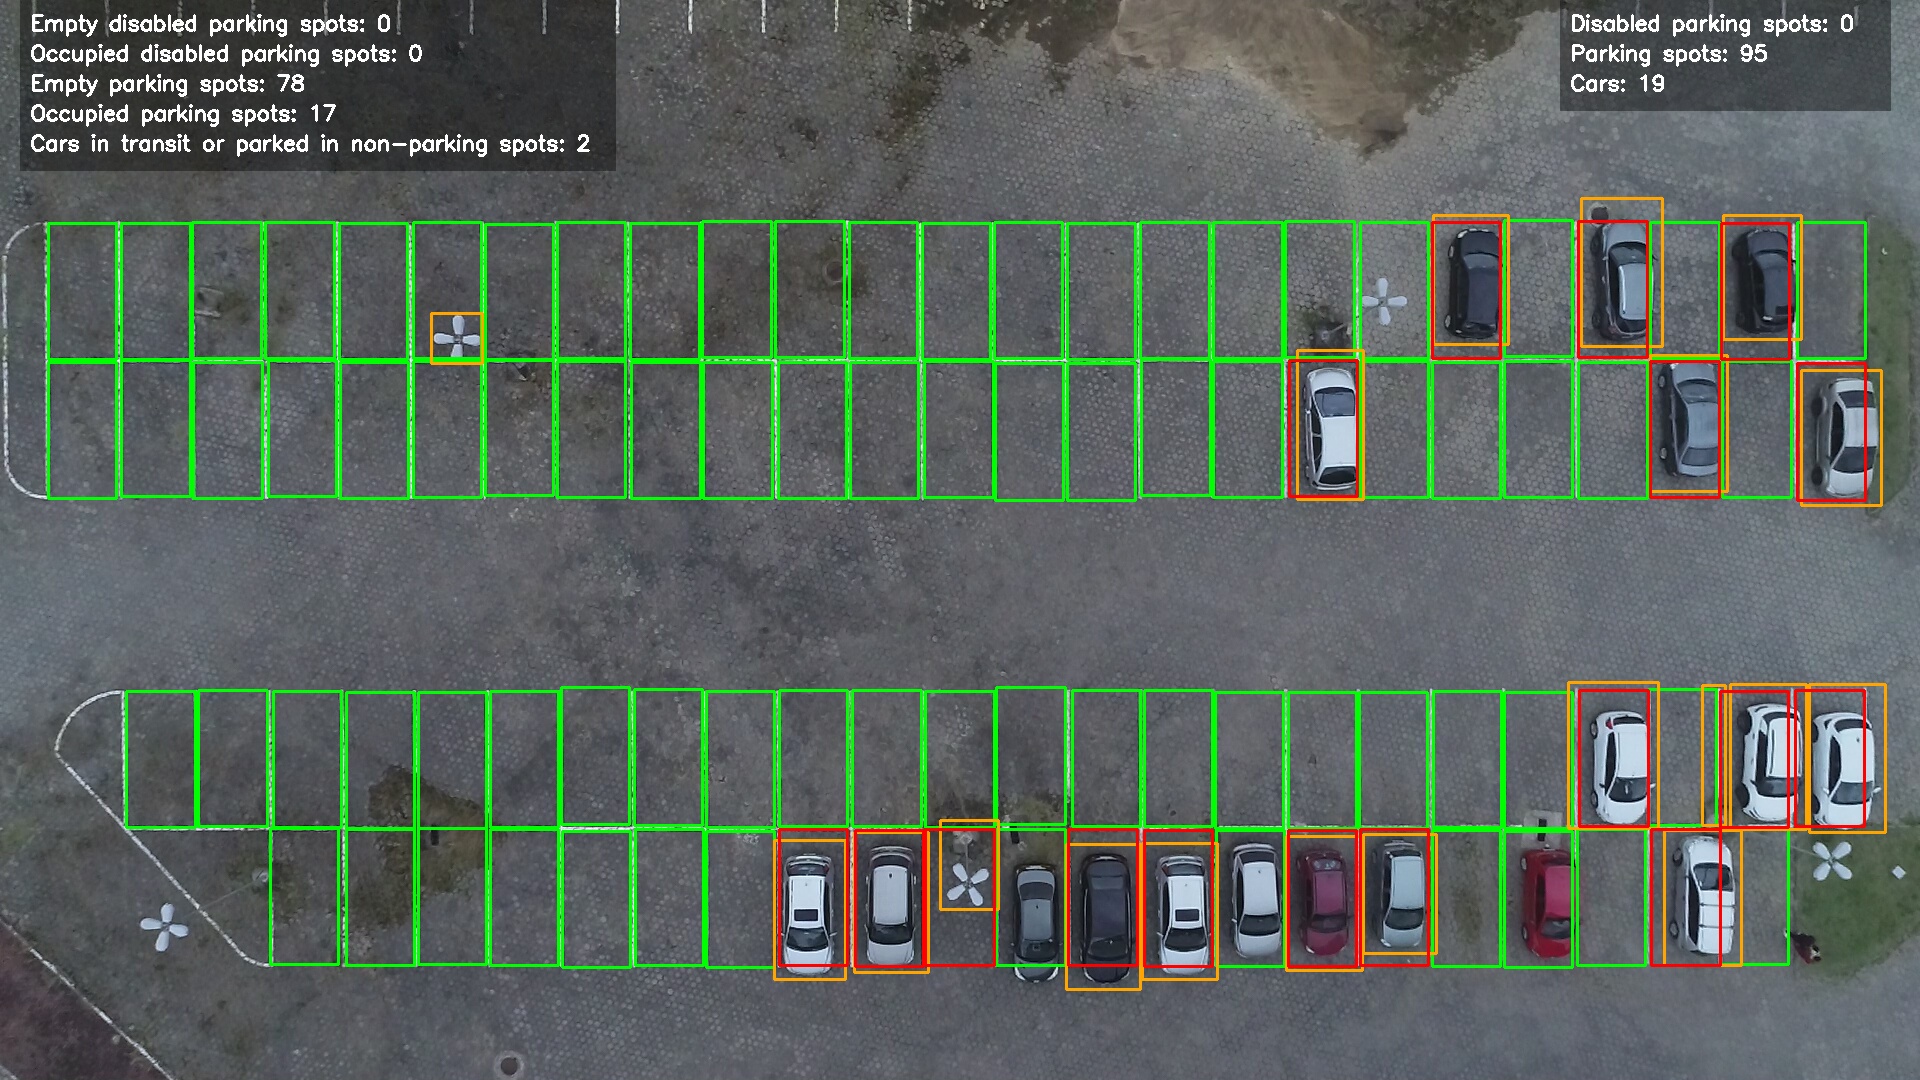 Empty disabled parking spots: 0
Occupied disabled parking spots: 0
Empty parking spots: 78
Occupied parking spots: 17
Cars in transit or parked in non-parking spots: 2
Disabled parking spots: 0
Parking spots: 95
Cars: 19